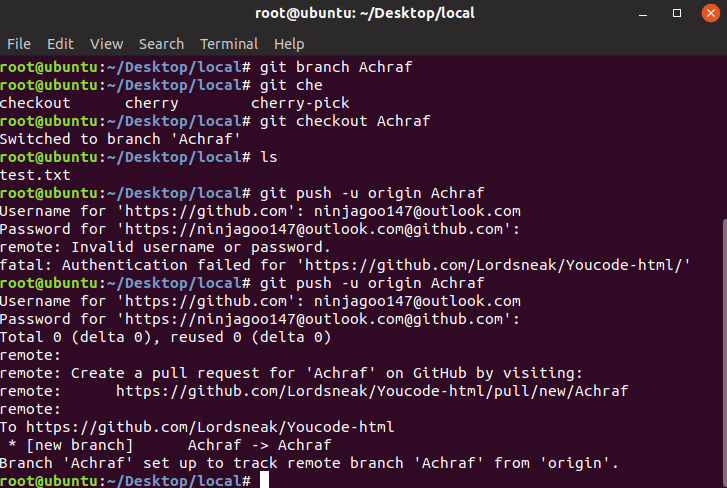 root@ubuntu: ~/Desktop/local
File Edit View Search Terminal Help
root@ubuntu:~/Desktop/local# git branch Achraf
root@ubuntu:~/Desktop/local# git che
checkout      cherry        cherry-pick
root@ubuntu:~/Desktop/local# git checkout Achraf
Switched to branch 'Achraf'
root@ubuntu:~/Desktop/local# ls
test.txt
root@ubuntu:~/Desktop/local# git push -u origin Achraf
Username for 'https://github.com': ninjagoo147@outlook.com
Password for 'https://ninjagoo147@outlook.com@github.com':
remote: Invalid username or password.
fatal: Authentication failed for 'https://github.com/Lordsneak/Youcode-html/'
root@ubuntu:~/Desktop/local# git push -u origin Achraf
Username for 'https://github.com': ninjagoo147@outlook.com
Password for 'https://ninjagoo147@outlook.com@github.com':
Total 0 (delta 0), reused 0 (delta 0)
remote:
remote: Create a pull request for 'Achraf' on GitHub by visiting:
remote:      https://github.com/Lordsneak/Youcode-html/pull/new/Achraf
remote:
To https://github.com/Lordsneak/Youcode-html
 * [new branch]      Achraf -> Achraf
Branch 'Achraf' set up to track remote branch 'Achraf' from 'origin'.
root@ubuntu:~/Desktop/local#